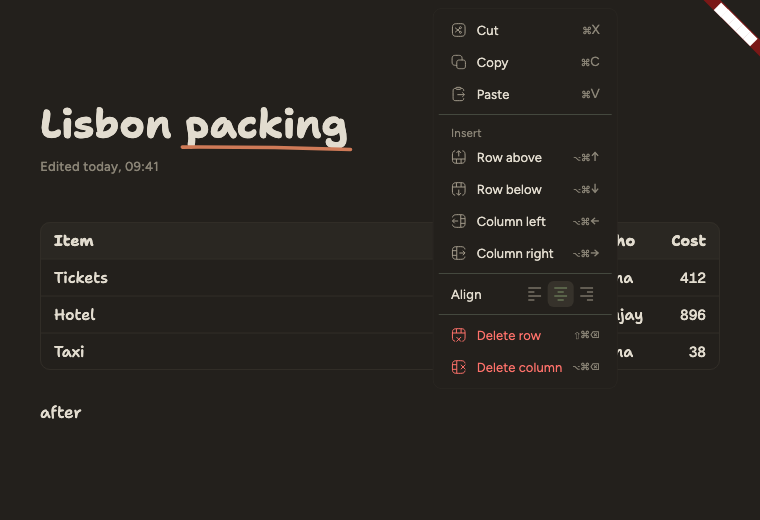 Cut ⌘X
Copy ⌘C
Paste ⌘V
Lisbon packing
Edited today, 09:41
Insert
Row above ⌥⌘↑
Row below ⌥⌘↓
Column left ⌥⌘←
Column right ⌥⌘→
Item Cost
Tickets 412
Hotel 896
Taxi 38
Align
Delete row ⇧⌘⌫
Delete column ⌥⌘⌫
after